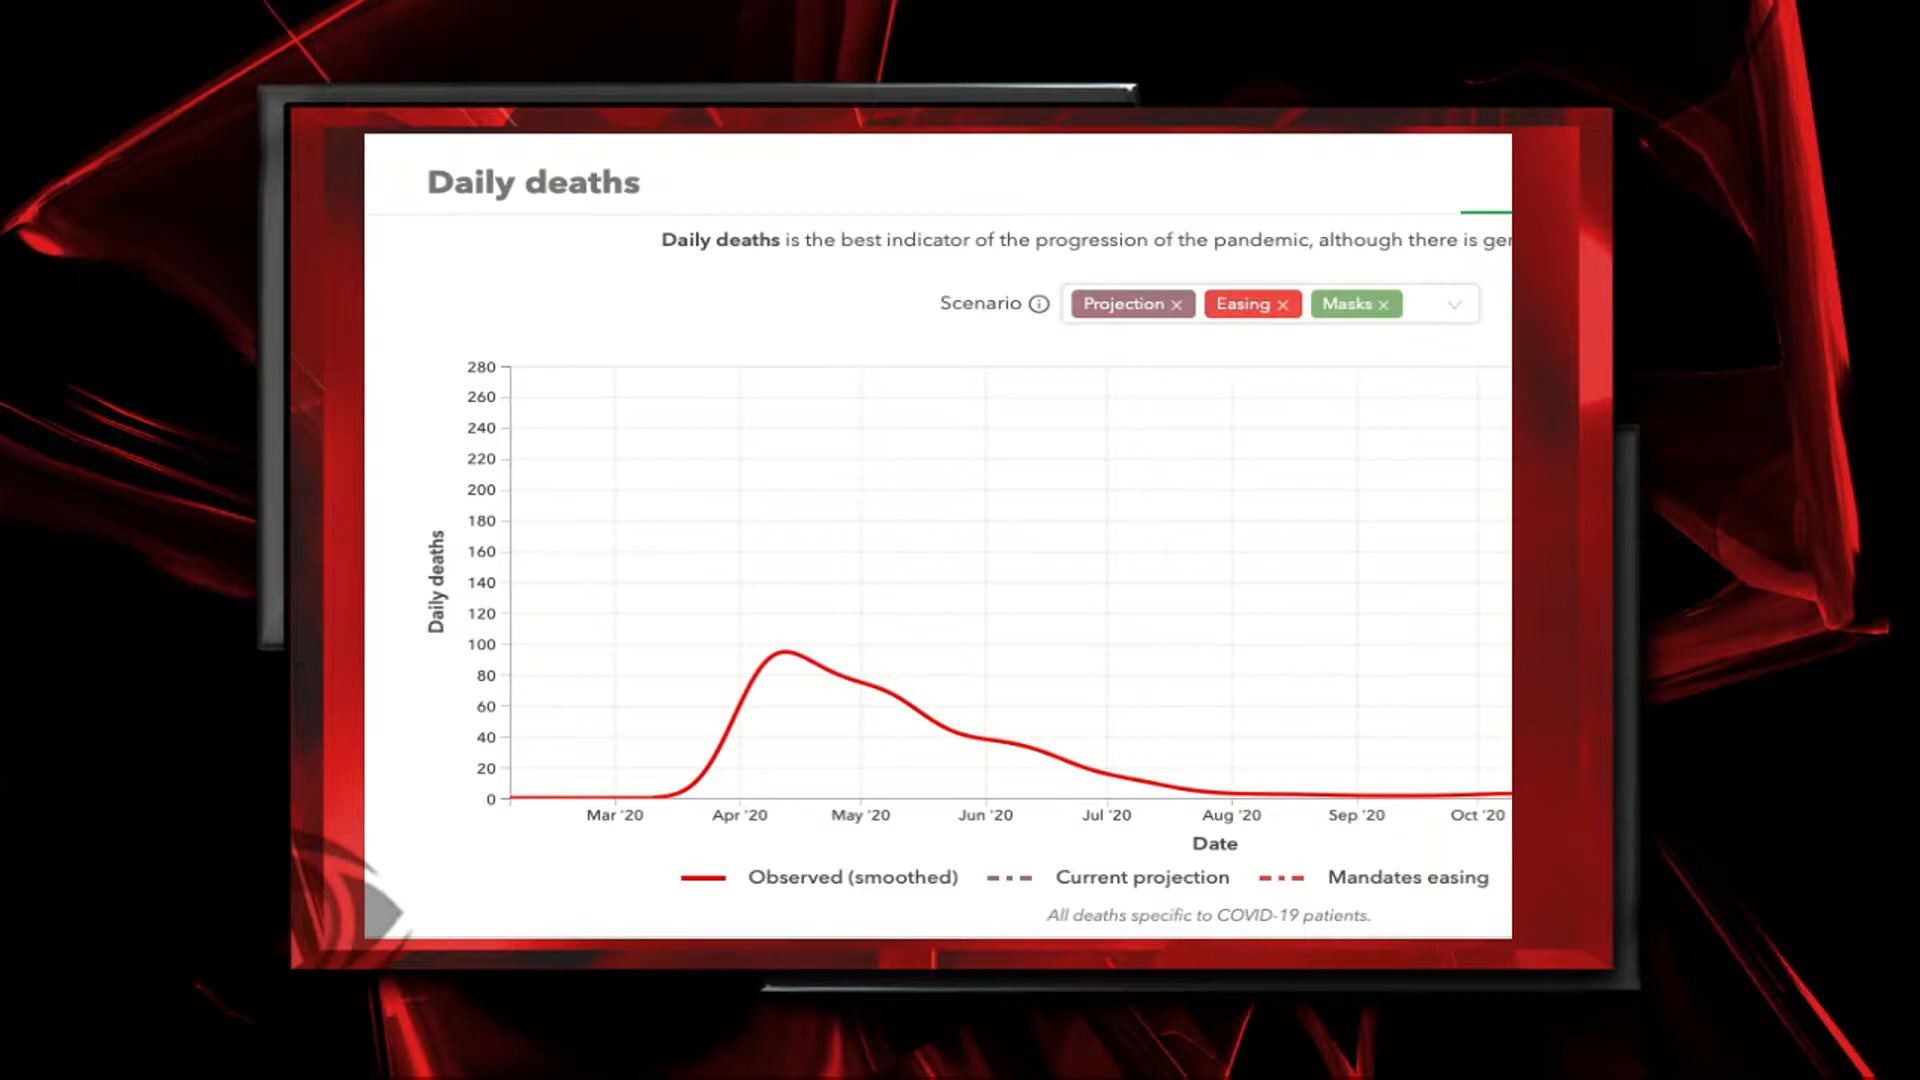 Daily deaths
Daily deaths is the best indicator of the progression of the pandemic, although there is ger
Scenario
Projection × Easing × Masks ×
280
260
240
220
200
180
160
140
120
100
80
60
40
20
0
Daily deaths
Mar '20 Apr '20 May '20 Jun '20 Jul '20 Aug '20 Sep '20 Oct '20
Date
Observed (smoothed) Current projection Mandates easing
All deaths specific to COVID-19 patients.